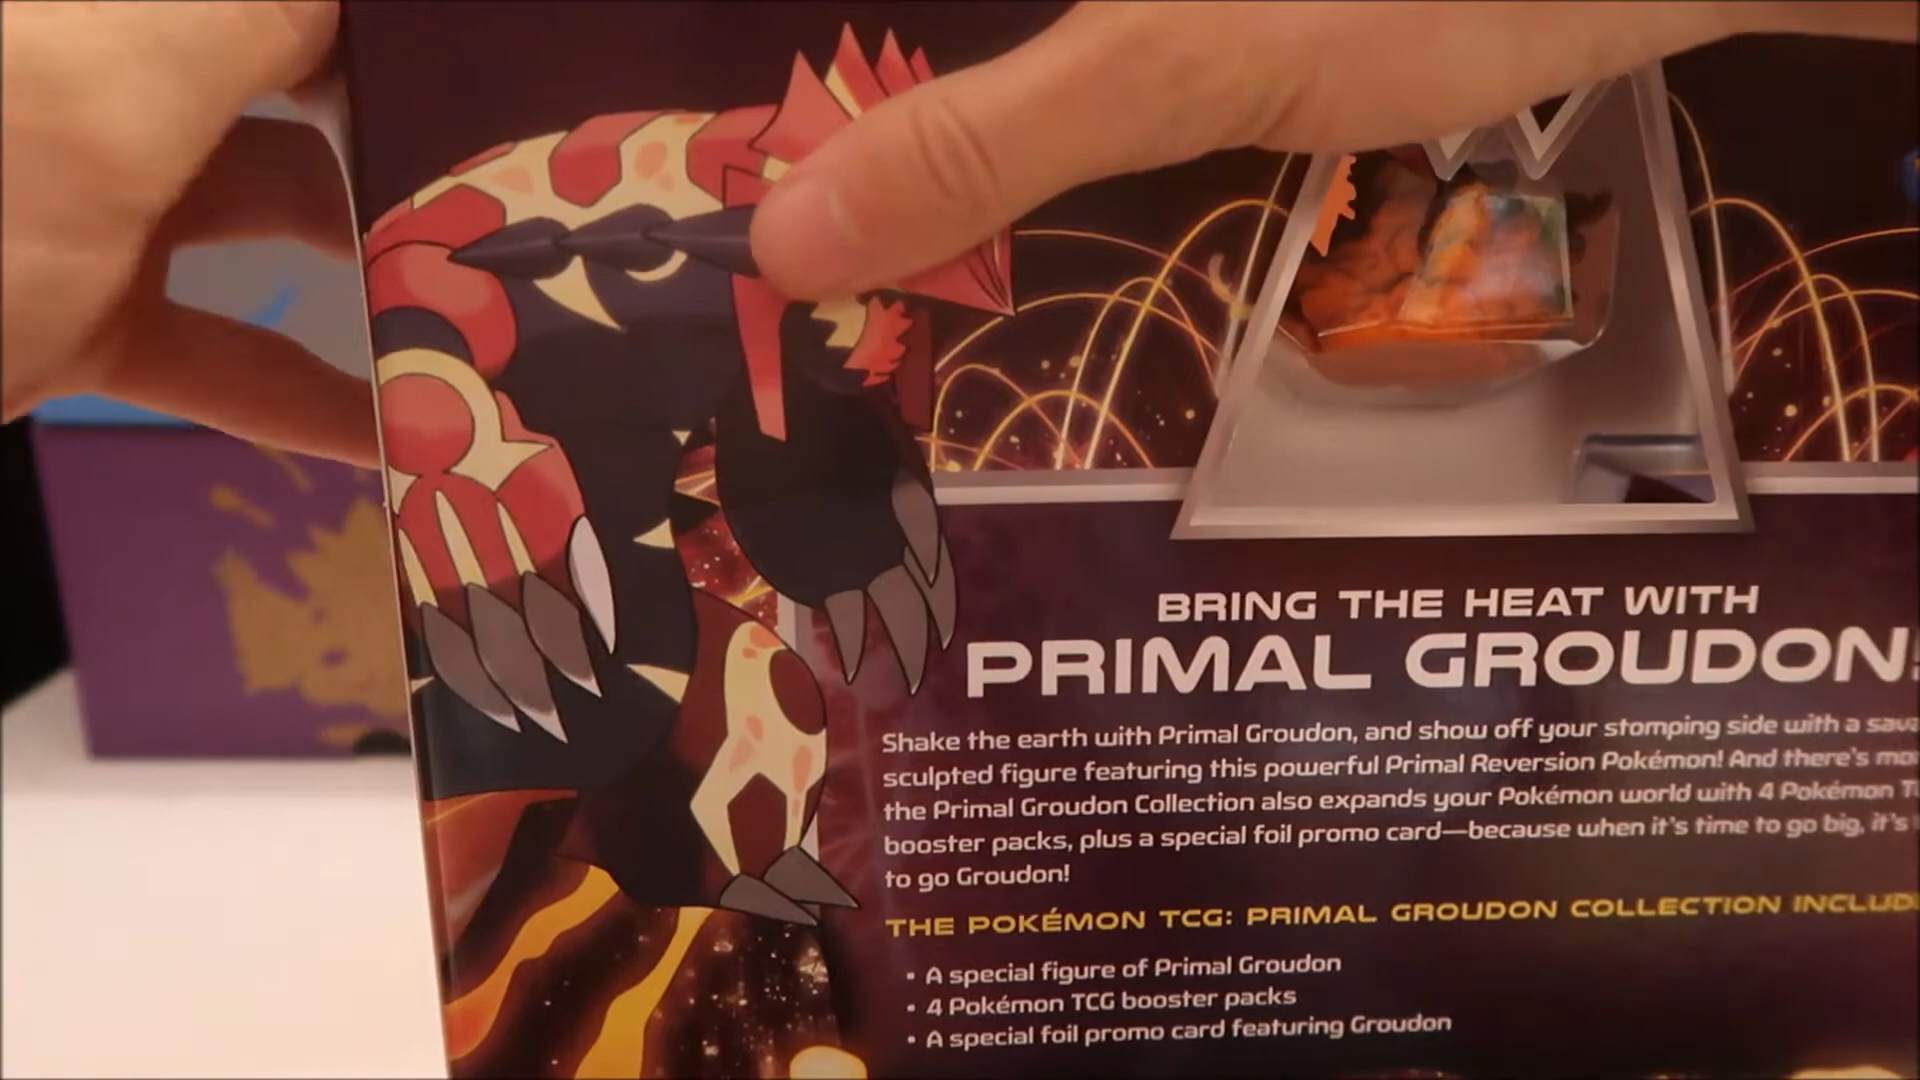 BRING THE HEAT WITH
PRIMAL GROUDON!
Shake the earth with Primal Groudon, and show off your stomping side with a
sculpted figure featuring this powerful Primal Reversion Pokémon! And there's
the Primal Groudon Collection also expands your Pokémon world with 4 Pokémon
booster packs, plus a special foil promo card—because when it's time to go big, it's
to go Groudon!
THE POKÉMON TCG: PRIMAL GROUDON COLLECTION
• A special figure of Primal Groudon
• 4 Pokémon TCG booster packs
• A special foil promo card featuring Groudon